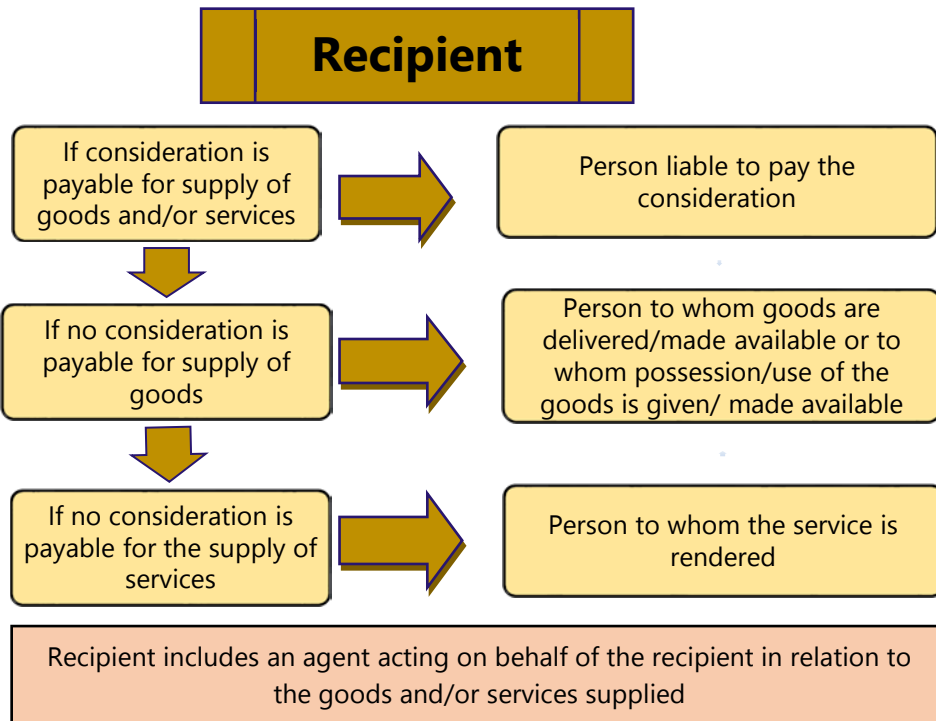 Recipient
If consideration is
payable for supply of
goods and/or services
Person liable to pay the
consideration
If no consideration is
payable for supply of
goods
Person to whom goods are
delivered/made available or to
whom possession/use of the
goods is given/ made available
If no consideration is
payable for the supply of
services
Person to whom the service is
rendered
Recipient includes an agent acting on behalf of the recipient in relation to
the goods and/or services supplied